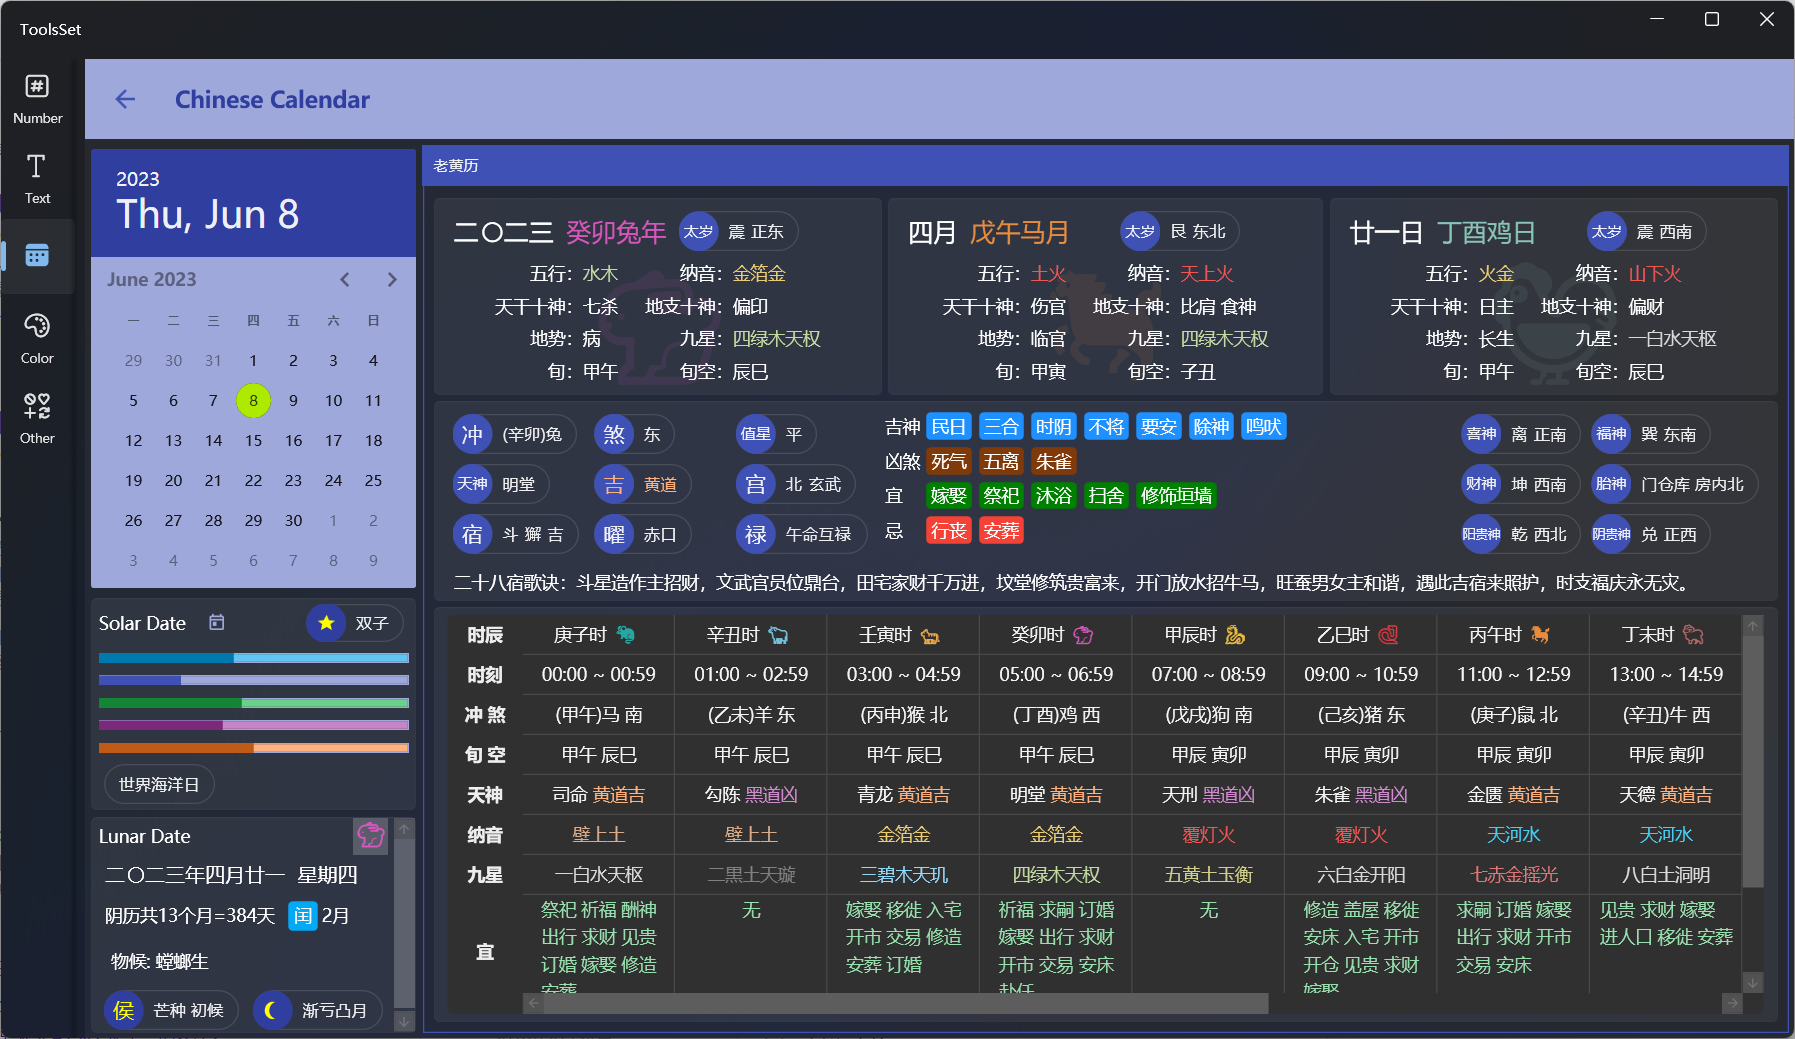 ToolsSet
Number
Text
Color
Other
Chinese Calendar
2023
Thu, Jun 8
June 2023
一 二 三 四 五 六 日
29 30 31 1 2 3 4
5 6 7 8 9 10 11
12 13 14 15 16 17 18
19 20 21 22 23 24 25
26 27 28 29 30 1 2
3 4 5 6 7 8 9
Solar Date 双子
世界海洋日
Lunar Date
二〇二三年四月廿一 星期四
阴历共13个月=384天 闰 2月
物候: 螳螂生
侯 芒种 初候 渐亏凸月
老黄历
二〇二三 癸卯兔年 太岁 震 正东
五行: 水木 纳音: 金箔金
天干十神: 七杀 地支十神: 偏印
地势: 病 九星: 四绿木天权
旬: 甲午 旬空: 辰巳
四月 戊午马月 太岁 艮 东北
五行: 土火 纳音: 天上火
天干十神: 伤官 地支十神: 比肩 食神
地势: 临官 九星: 四绿木天权
旬: 甲寅 旬空: 子丑
廿一日 丁酉鸡日 太岁 震 西南
五行: 火金 纳音: 山下火
天干十神: 日主 地支十神: 偏财
地势: 长生 九星: 一白水天枢
旬: 甲午 旬空: 辰巳
冲 (辛卯)兔 煞 东 值星 平
天神 明堂 吉 黄道 宫 北 玄武
宿 斗 獬 吉 曜 赤口 禄 午命互禄
吉神 民日 三合 时阴 不将 要安 除神 鸣吠
凶煞 死气 五离 朱雀
宜 嫁娶 祭祀 沐浴 扫舍 修饰垣墙
忌 行丧 安葬
喜神 离 正南 福神 巽 东南
财神 坤 西南 胎神 门仓库 房内北
阳贵神 乾 西北 阴贵神 兑 正西
二十八宿歌诀：斗星造作主招财，文武官员位鼎台，田宅家财千万进，坟堂修筑贵富来，开门放水招牛马，旺蚕男女主和谐，遇此吉宿来照护，时支福庆永无灾。
时辰 庚子时 辛丑时 壬寅时 癸卯时 甲辰时 乙巳时 丙午时 丁未时
时刻 00:00 ~ 00:59 01:00 ~ 02:59 03:00 ~ 04:59 05:00 ~ 06:59 07:00 ~ 08:59 09:00 ~ 10:59 11:00 ~ 12:59 13:00 ~ 14:59
冲 煞 (甲午)马 南 (乙未)羊 东 (丙申)猴 北 (丁酉)鸡 西 (戊戌)狗 南 (己亥)猪 东 (庚子)鼠 北 (辛丑)牛 西
旬 空 甲午 辰巳 甲午 辰巳 甲午 辰巳 甲午 辰巳 甲辰 寅卯 甲辰 寅卯 甲辰 寅卯 甲辰 寅卯
天神 司命 黄道吉 勾陈 黑道凶 青龙 黄道吉 明堂 黄道吉 天刑 黑道凶 朱雀 黑道凶 金匮 黄道吉 天德 黄道吉
纳音 壁上土 壁上土 金箔金 金箔金 覆灯火 覆灯火 天河水 天河水
九星 一白水天枢 二黑土天璇 三碧木天玑 四绿木天权 五黄土玉衡 六白金开阳 七赤金摇光 八白土洞明
祭祀 祈福 酬神 无 嫁娶 移徙 入宅 祈福 求嗣 订婚 无 修造 盖屋 移徙 求嗣 订婚 嫁娶 见贵 求财 嫁娶
出行 求财 见贵 开市 交易 修造 嫁娶 出行 求财 安床 入宅 开市 出行 求财 开市 进人口 移徙 安葬
宜 订婚 嫁娶 修造 安葬 订婚 开市 交易 安床 开仓 见贵 求财 交易 安床
安葬 赴任 嫁娶